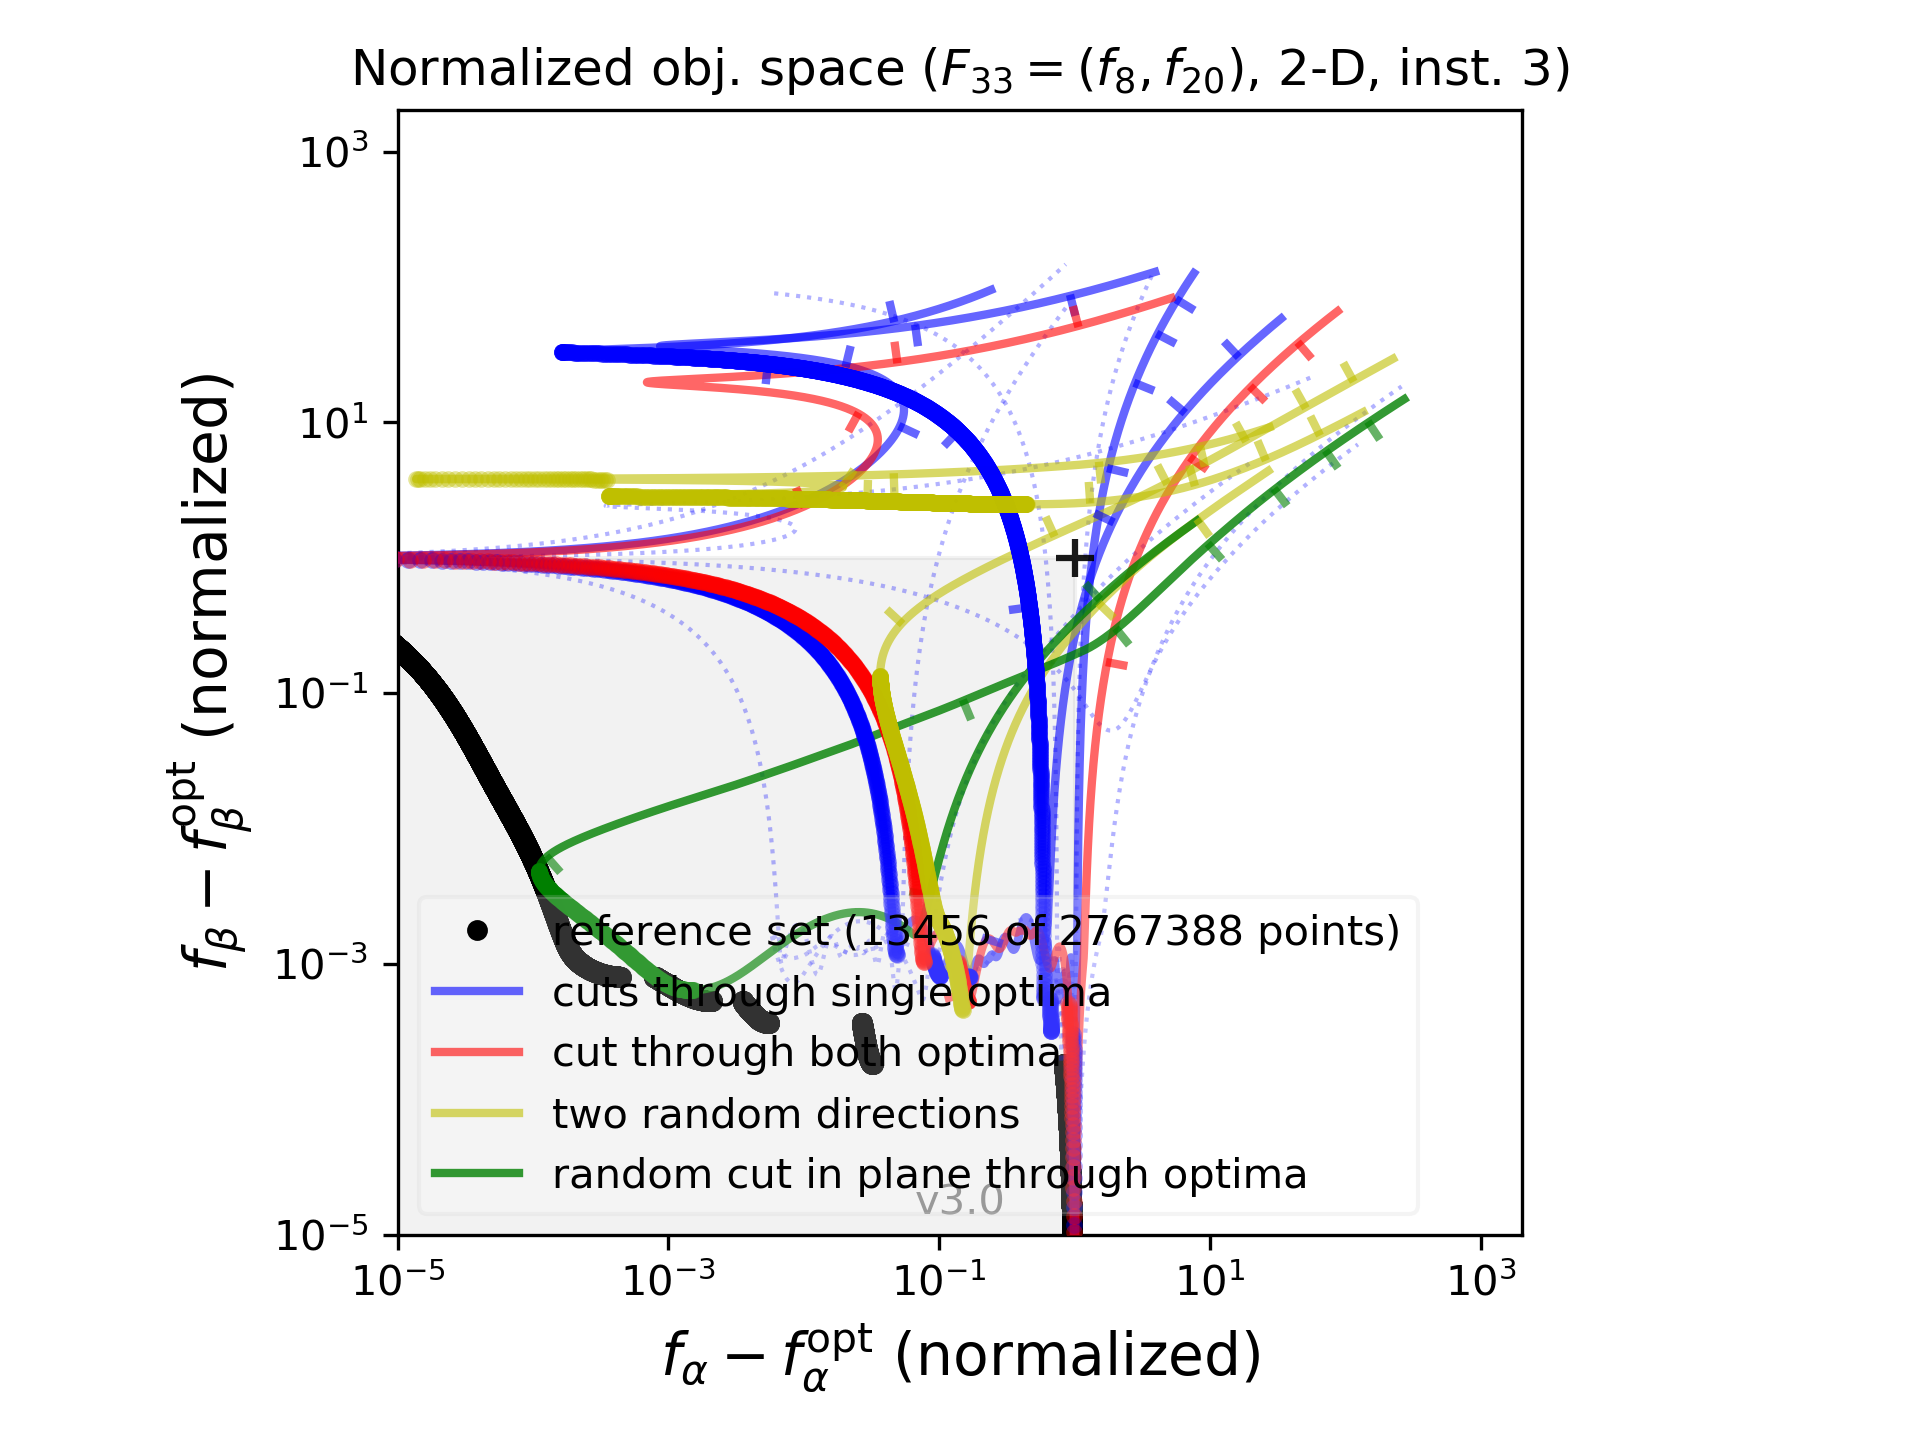 Normalized obj. space (F₃₃ = (f₈, f₂₀), 2-D, inst. 3)
10³
10¹
10⁻¹
10⁻³
10⁻⁵
f_β − f_β^opt (normalized)
reference set (13456 of 2767388 points)
cuts through single optima
cut through both optima
two random directions
random cut in plane through optima
v3.0
10⁻⁵ 10⁻³ 10⁻¹ 10¹ 10³
f_α − f_α^opt (normalized)